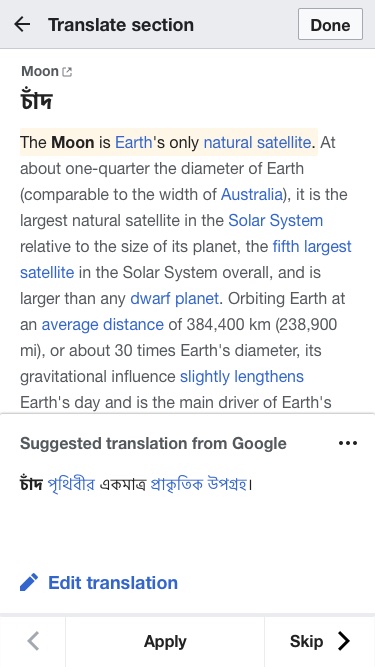 Translate section
Done
Moon
চাঁদ
The Moon is Earth's only natural satellite. At
about one-quarter the diameter of Earth
(comparable to the width of Australia), it is the
largest natural satellite in the Solar System
relative to the size of its planet, the fifth largest
satellite in the Solar System overall, and is
larger than any dwarf planet. Orbiting Earth at
an average distance of 384,400 km (238,900
mi), or about 30 times Earth's diameter, its
gravitational influence slightly lengthens
Earth's day and is the main driver of Earth's
Suggested translation from Google
চাঁদ পৃথিবীর একমাত্র প্রাকৃতিক উপগ্রহ।
Edit translation
Apply
Skip